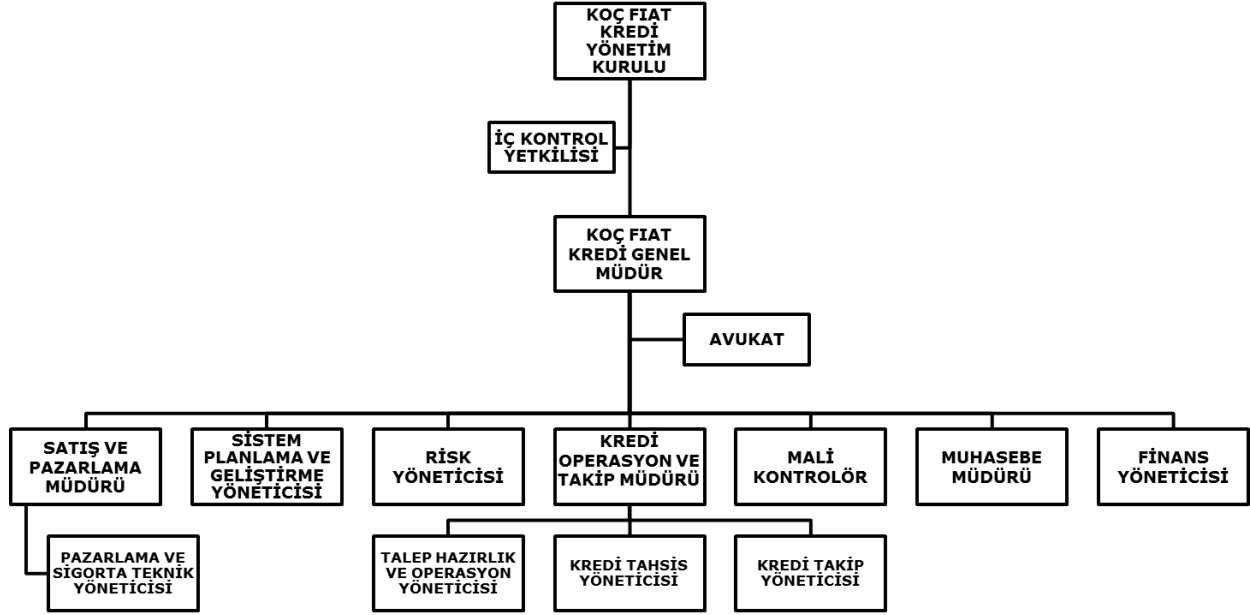 KOÇ FIAT
KREDİ
YÖNETİM
KURULU
İÇ KONTROL
YETKİLİSİ
KOÇ FIAT
KREDİ GENEL
MÜDÜR
AVUKAT
SATIŞ VE
PAZARLAMA
MÜDÜRÜ
SİSTEM
PLANLAMA VE
GELİŞTİRME
YÖNETİCİSİ
RİSK
YÖNETİCİSİ
KREDİ
OPERASYON VE
TAKİP MÜDÜRÜ
MALİ
KONTROLÖR
MUHASEBE
MÜDÜRÜ
FİNANS
YÖNETİCİSİ
PAZARLAMA VE
SİGORTA TEKNİK
YÖNETİCİSİ
TALEP HAZIRLIK
VE OPERASYON
YÖNETİCİSİ
KREDİ TAHSİS
YÖNETİCİSİ
KREDİ TAKİP
YÖNETİCİSİ